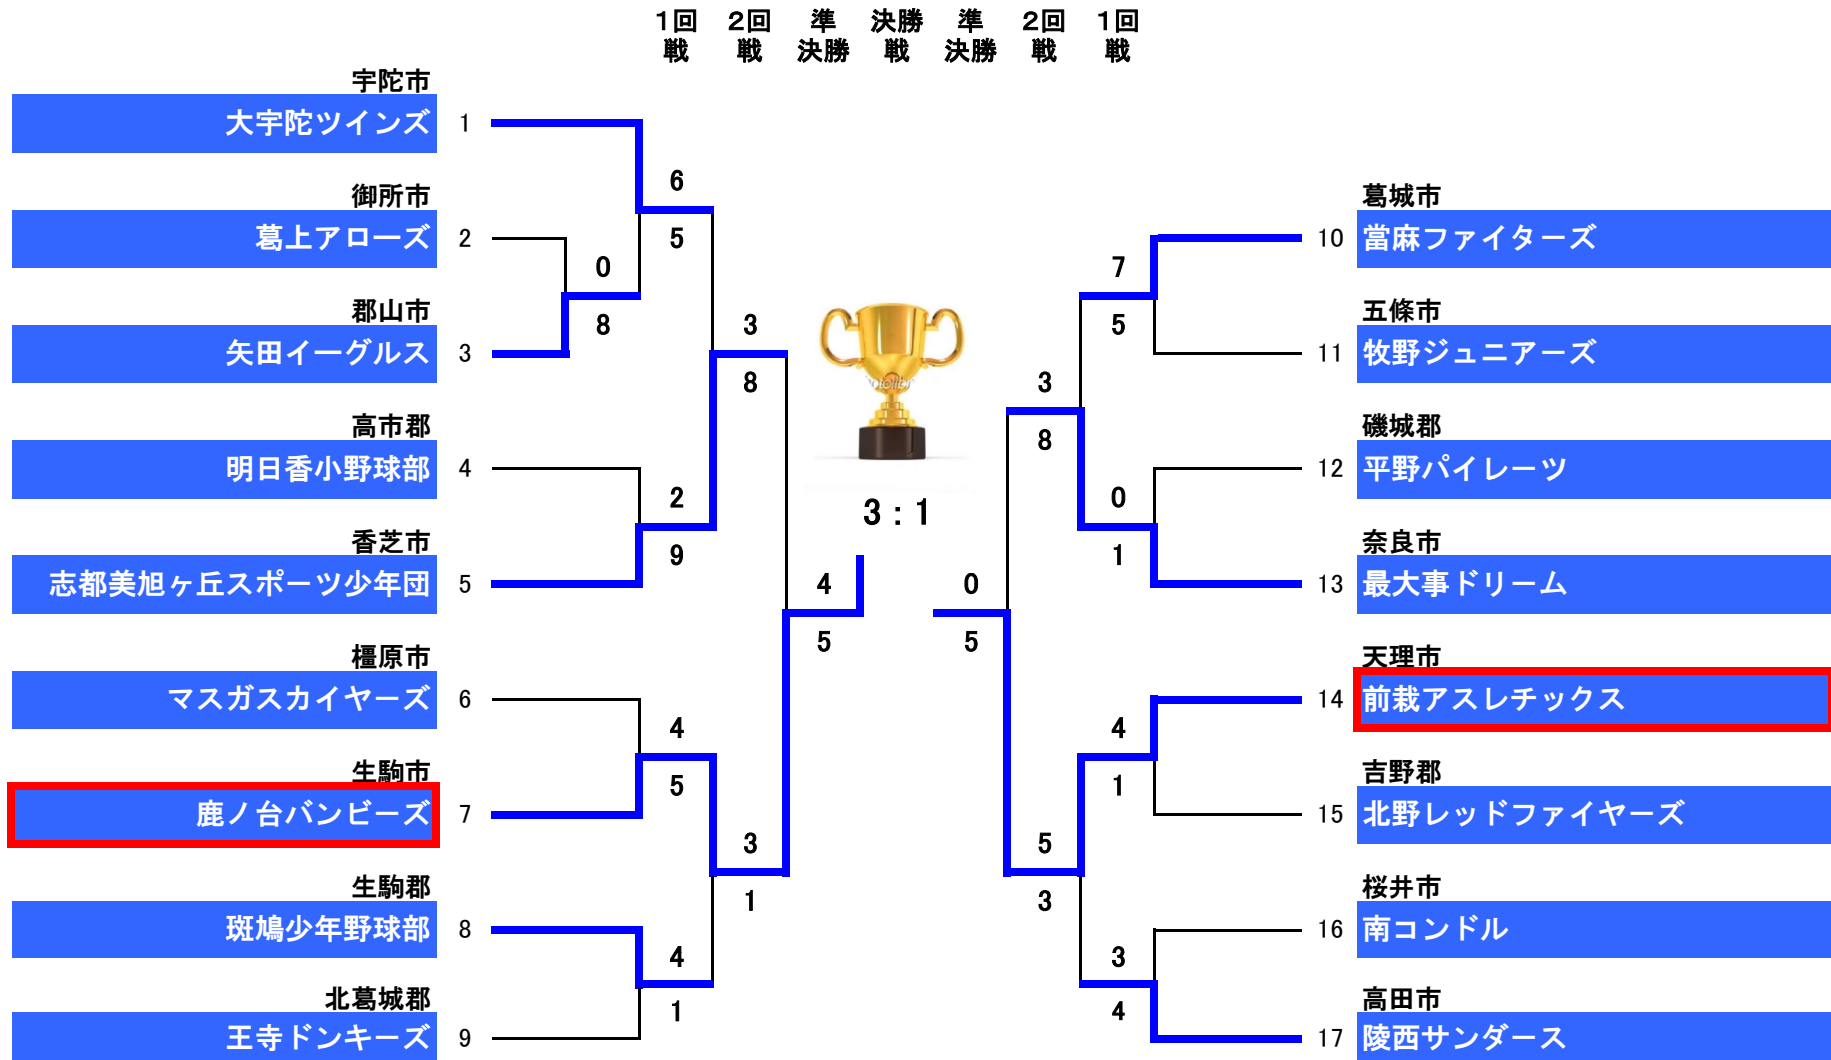 1回戦 2回戦 準決勝 決勝戦 準決勝 2回戦 1回戦
宇陀市
大宇陀ツインズ 1
御所市
葛上アローズ 2
郡山市
矢田イーグルス 3
高市郡
明日香小野球部 4
香芝市
志都美旭ヶ丘スポーツ少年団 5
橿原市
マスガスカイヤーズ 6
生駒市
鹿ノ台バンビーズ 7
生駒郡
斑鳩少年野球部 8
北葛城郡
王寺ドンキーズ 9
0
8
6
5
2
9
4
5
4
1
3
8
3
1
4
5
3：1
0
5
3
8
5
3
7
5
0
1
4
1
3
4
葛城市
10 當麻ファイターズ
五條市
11 牧野ジュニアーズ
磯城郡
12 平野パイレーツ
奈良市
13 最大事ドリーム
天理市
14 前栽アスレチックス
吉野郡
15 北野レッドファイヤーズ
桜井市
16 南コンドル
高田市
17 陵西サンダース